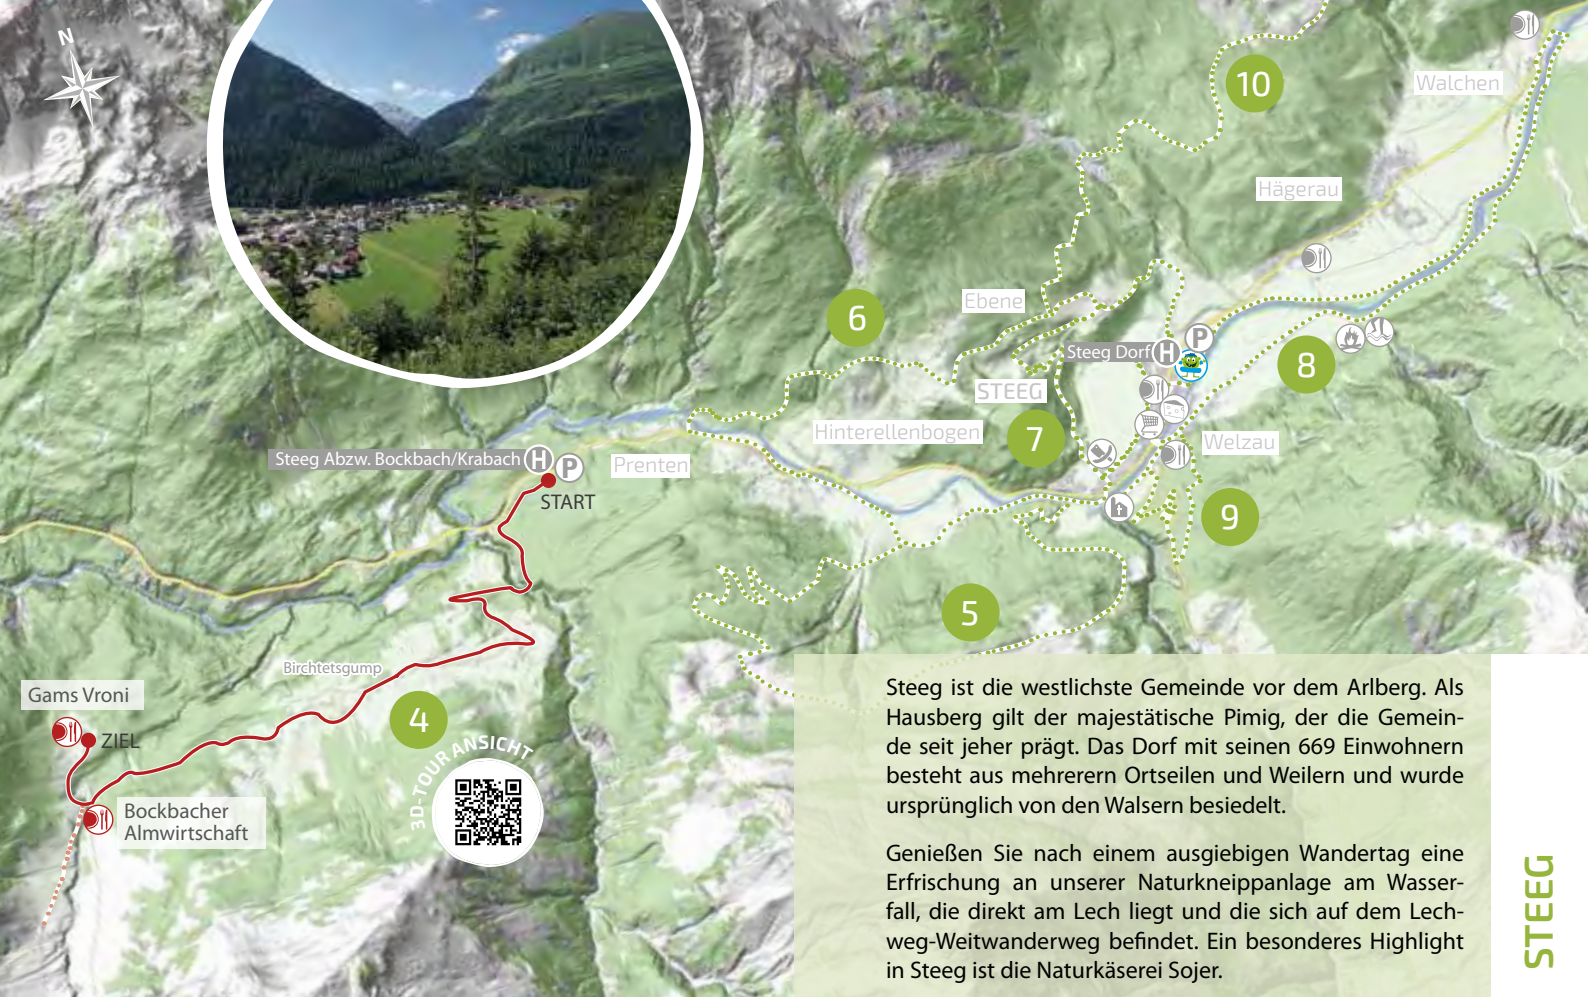 N
10
Walchen
Hägerau
Ebene
6
Steeg Dorf H
P
8
STEEG
7
Hinterellenbogen
Welzau
Steeg Abzw. Bockbach/Krabach H
P
Prenten
START
9
5
Birchtetsgump
Gams Vroni
ZIEL
4
3D-TOUR ANSICHT
Bockbacher
Almwirtschaft
Steeg ist die westlichste Gemeinde vor dem Arlberg. Als
Hausberg gilt der majestätische Pimig, der die Gemein-
de seit jeher prägt. Das Dorf mit seinen 669 Einwohnern
besteht aus mehrerern Ortseilen und Weilern und wurde
ursprünglich von den Walsern besiedelt.
Genießen Sie nach einem ausgiebigen Wandertag eine
Erfrischung an unserer Naturkneippanlage am Wasser-
fall, die direkt am Lech liegt und die sich auf dem Lech-
weg-Weitwanderweg befindet. Ein besonderes Highlight
in Steeg ist die Naturkäserei Sojer.
STEEG